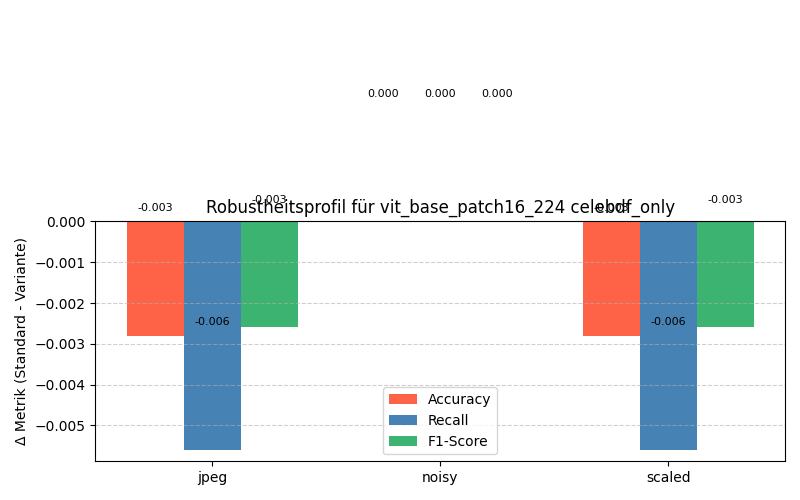 0.000 0.000 0.000
-0.003 -0.003 -0.003 -0.003
Robustheitsprofil für vit_base_patch16_224 celebdf_only
0.000
−0.001
−0.002
−0.003
−0.004
−0.005
Δ Metrik (Standard - Variante)
-0.006 -0.006
Accuracy
Recall
F1-Score
jpeg noisy scaled